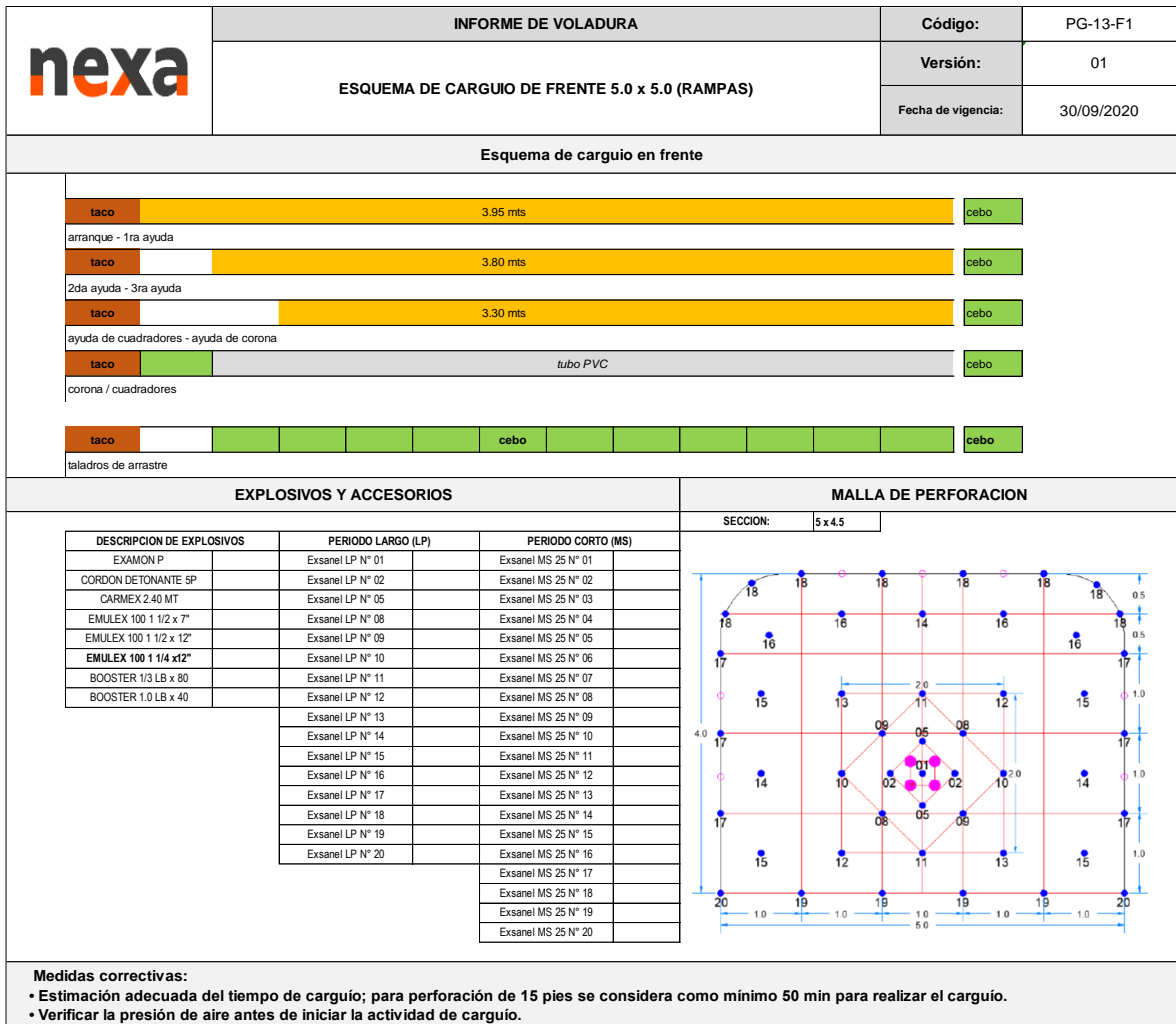 nexa
INFORME DE VOLADURA
Código:
PG-13-F1
ESQUEMA DE CARGUIO DE FRENTE 5.0 x 5.0 (RAMPAS)
Versión:
01
Fecha de vigencia:
30/09/2020
Esquema de carguio en frente
taco 3.95 mts cebo
arranque - 1ra ayuda
taco 3.80 mts cebo
2da ayuda - 3ra ayuda
taco 3.30 mts cebo
ayuda de cuadradores - ayuda de corona
taco tubo PVC cebo
corona / cuadradores
taco cebo cebo
taladros de arrastre
EXPLOSIVOS Y ACCESORIOS
DESCRIPCION DE EXPLOSIVOS PERIODO LARGO (LP) PERIODO CORTO (MS)
EXAMON P Exsanel LP N° 01 Exsanel MS 25 N° 01
CORDON DETONANTE 5P Exsanel LP N° 02 Exsanel MS 25 N° 02
CARMEX 2.40 MT Exsanel LP N° 05 Exsanel MS 25 N° 03
EMULEX 100 1 1/2 x 7" Exsanel LP N° 08 Exsanel MS 25 N° 04
EMULEX 100 1 1/2 x 12" Exsanel LP N° 09 Exsanel MS 25 N° 05
EMULEX 100 1 1/4 x12" Exsanel LP N° 10 Exsanel MS 25 N° 06
BOOSTER 1/3 LB x 80 Exsanel LP N° 11 Exsanel MS 25 N° 07
BOOSTER 1.0 LB x 40 Exsanel LP N° 12 Exsanel MS 25 N° 08
Exsanel LP N° 13 Exsanel MS 25 N° 09
Exsanel LP N° 14 Exsanel MS 25 N° 10
Exsanel LP N° 15 Exsanel MS 25 N° 11
Exsanel LP N° 16 Exsanel MS 25 N° 12
Exsanel LP N° 17 Exsanel MS 25 N° 13
Exsanel LP N° 18 Exsanel MS 25 N° 14
Exsanel LP N° 19 Exsanel MS 25 N° 15
Exsanel LP N° 20 Exsanel MS 25 N° 16
Exsanel MS 25 N° 17
Exsanel MS 25 N° 18
Exsanel MS 25 N° 19
Exsanel MS 25 N° 20
MALLA DE PERFORACION
SECCION: 5 x 4.5
18 18 18 18
18 18
0.5
18 16 14 16 18
16 16
0.5
17 17
2.0
15 13 11 12 15
1.0
09 05 08
4.0
17 17
01
14 10 02 02 10 2.0 14
1.0
17 08 05 09 17
15 12 11 13 15
1.0
20 19 19 19 19 20
1.0 1.0 1.0 1.0 1.0
5.0
Medidas correctivas:
• Estimación adecuada del tiempo de carguío; para perforación de 15 pies se considera como mínimo 50 min para realizar el carguío.
• Verificar la presión de aire antes de iniciar la actividad de carguío.